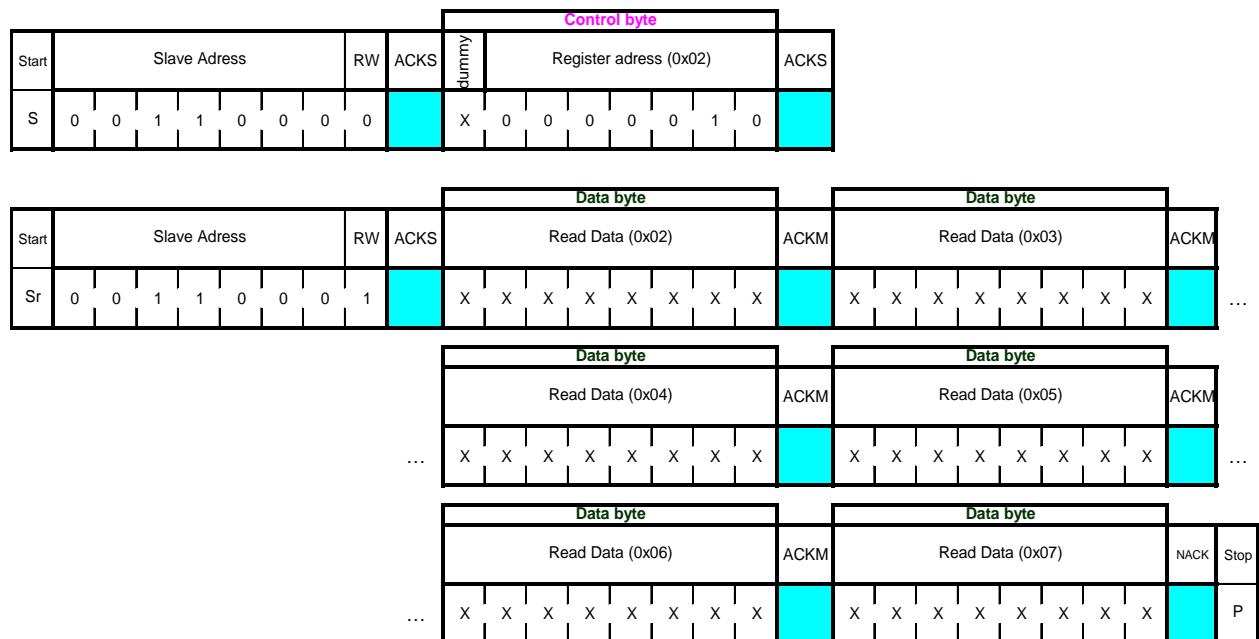 Control byte
Start Slave Adress RW ACKS dummy Register adress (0x02) ACKS
S 0 0 1 1 0 0 0 0 X 0 0 0 0 0 1 0
Data byte Data byte
Start Slave Adress RW ACKS Read Data (0x02) ACKM Read Data (0x03) ACKM
Sr 0 0 1 1 0 0 0 1 X X X X X X X X X X X X X X X X …
Data byte Data byte
Read Data (0x04) ACKM Read Data (0x05) ACKM
… X X X X X X X X X X X X X X X X …
Data byte Data byte
Read Data (0x06) ACKM Read Data (0x07) NACK Stop
… X X X X X X X X X X X X X X X X P